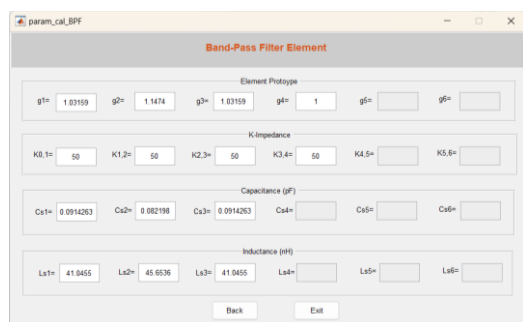 param_cal_BPF
Band-Pass Filter Element
Element Protoype
g1= 1.03159 g2= 1.1474 g3= 1.03159 g4= 1 g5= g6=
K-Impedance
K0,1= 50 K1,2= 50 K2,3= 50 K3,4= 50 K4,5= K5,6=
Capacitance (pF)
Cs1= 0.0914263 Cs2= 0.082198 Cs3= 0.0914263 Cs4= Cs5= Cs6=
Inductance (nH)
Ls1= 41.0455 Ls2= 45.6536 Ls3= 41.0455 Ls4= Ls5= Ls6=
Back Exit